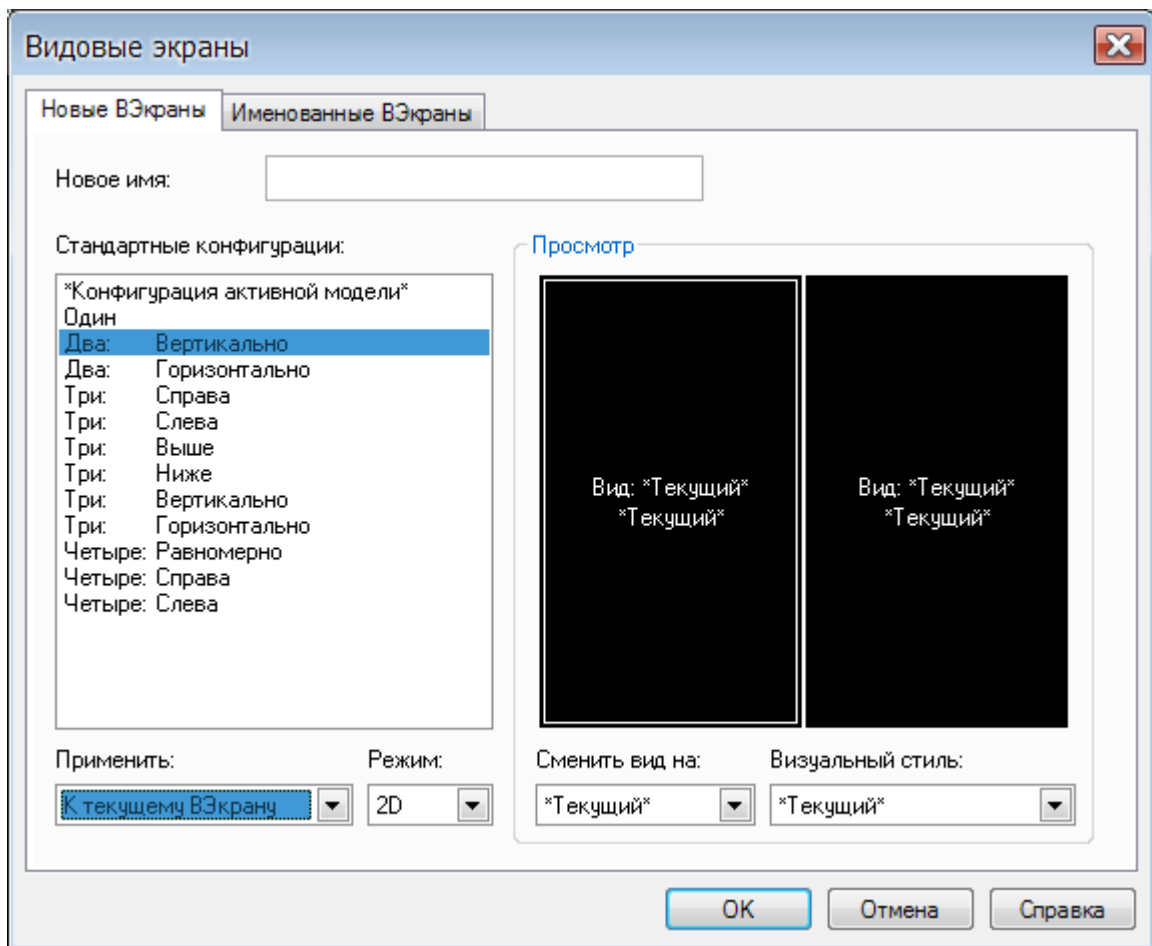 Видовые экраны
Новые ВЭкраны Именованные ВЭкраны
Новое имя:
Стандартные конфигурации:
*Конфигурация активной модели*
Один
Два: Вертикально
Два: Горизонтально
Три: Справа
Три: Слева
Три: Выше
Три: Ниже
Три: Вертикально
Три: Горизонтально
Четыре: Равномерно
Четыре: Справа
Четыре: Слева
Просмотр
Вид: *Текущий*
*Текущий*
Вид: *Текущий*
*Текущий*
Применить: Режим: Сменить вид на: Визуальный стиль:
К текущему ВЭкрану 2D *Текущий* *Текущий*
OK Отмена Справка